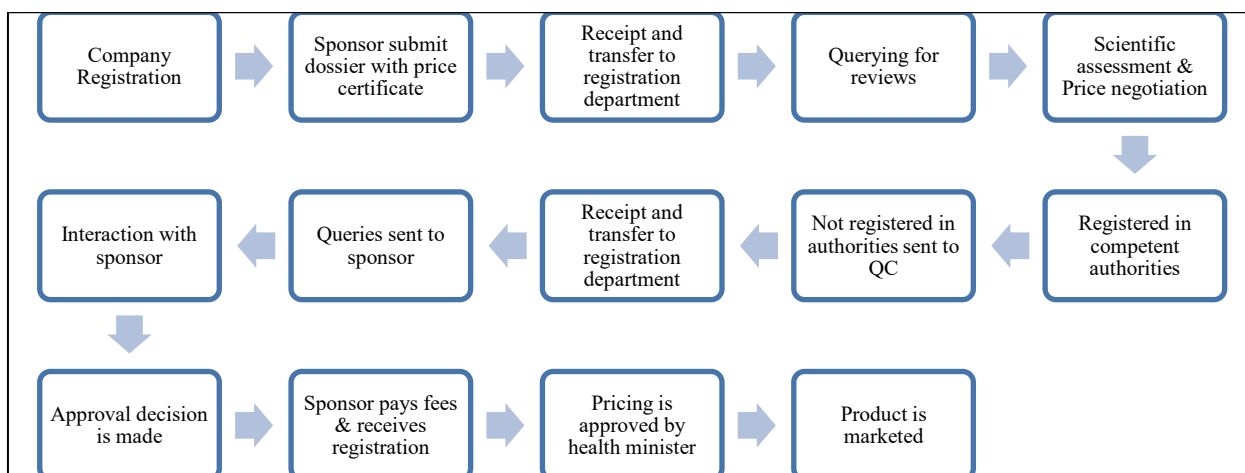 Company
Registration
Sponsor submit
dossier with price
certificate
Receipt and
transfer to
registration
department
Querying for
reviews
Scientific
assessment &
Price negotiation
Interaction with
sponsor
Queries sent to
sponsor
Receipt and
transfer to
registration
department
Not registered in
authorities sent to
QC
Registered in
competent
authorities
Approval decision
is made
Sponsor pays fees
& receives
registration
Pricing is
approved by
health minister
Product is
marketed